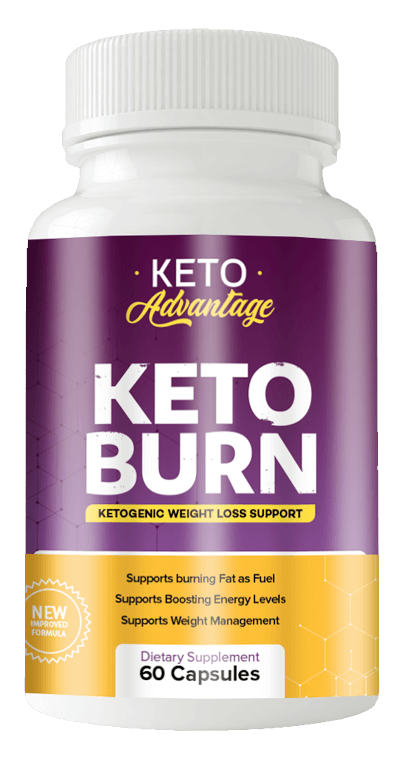 · KETO ·
Advantage
KETO
BURN
KETOGENIC WEIGHT LOSS SUPPORT
Supports burning Fat as Fuel
Supports Boosting Energy Levels
Supports Weight Management
NEW
IMPROVED
FORMULA
Dietary Supplement
60 Capsules